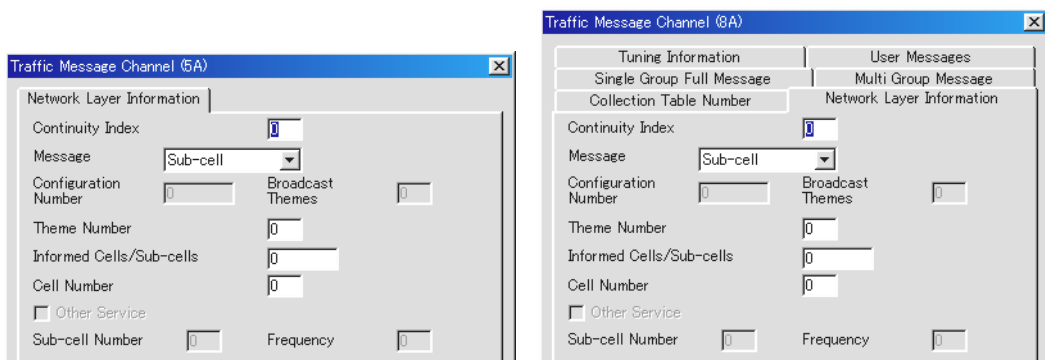 Traffic Message Channel (5A)
Network Layer Information
Continuity Index 0
Message Sub-cell
Configuration Number 0 Broadcast Themes 0
Theme Number 0
Informed Cells/Sub-cells 0
Cell Number 0
Other Service
Sub-cell Number 0 Frequency 0
Traffic Message Channel (8A)
Tuning Information User Messages
Single Group Full Message Multi Group Message
Collection Table Number Network Layer Information
Continuity Index 0
Message Sub-cell
Configuration Number 0 Broadcast Themes 0
Theme Number 0
Informed Cells/Sub-cells 0
Cell Number 0
Other Service
Sub-cell Number 0 Frequency 0